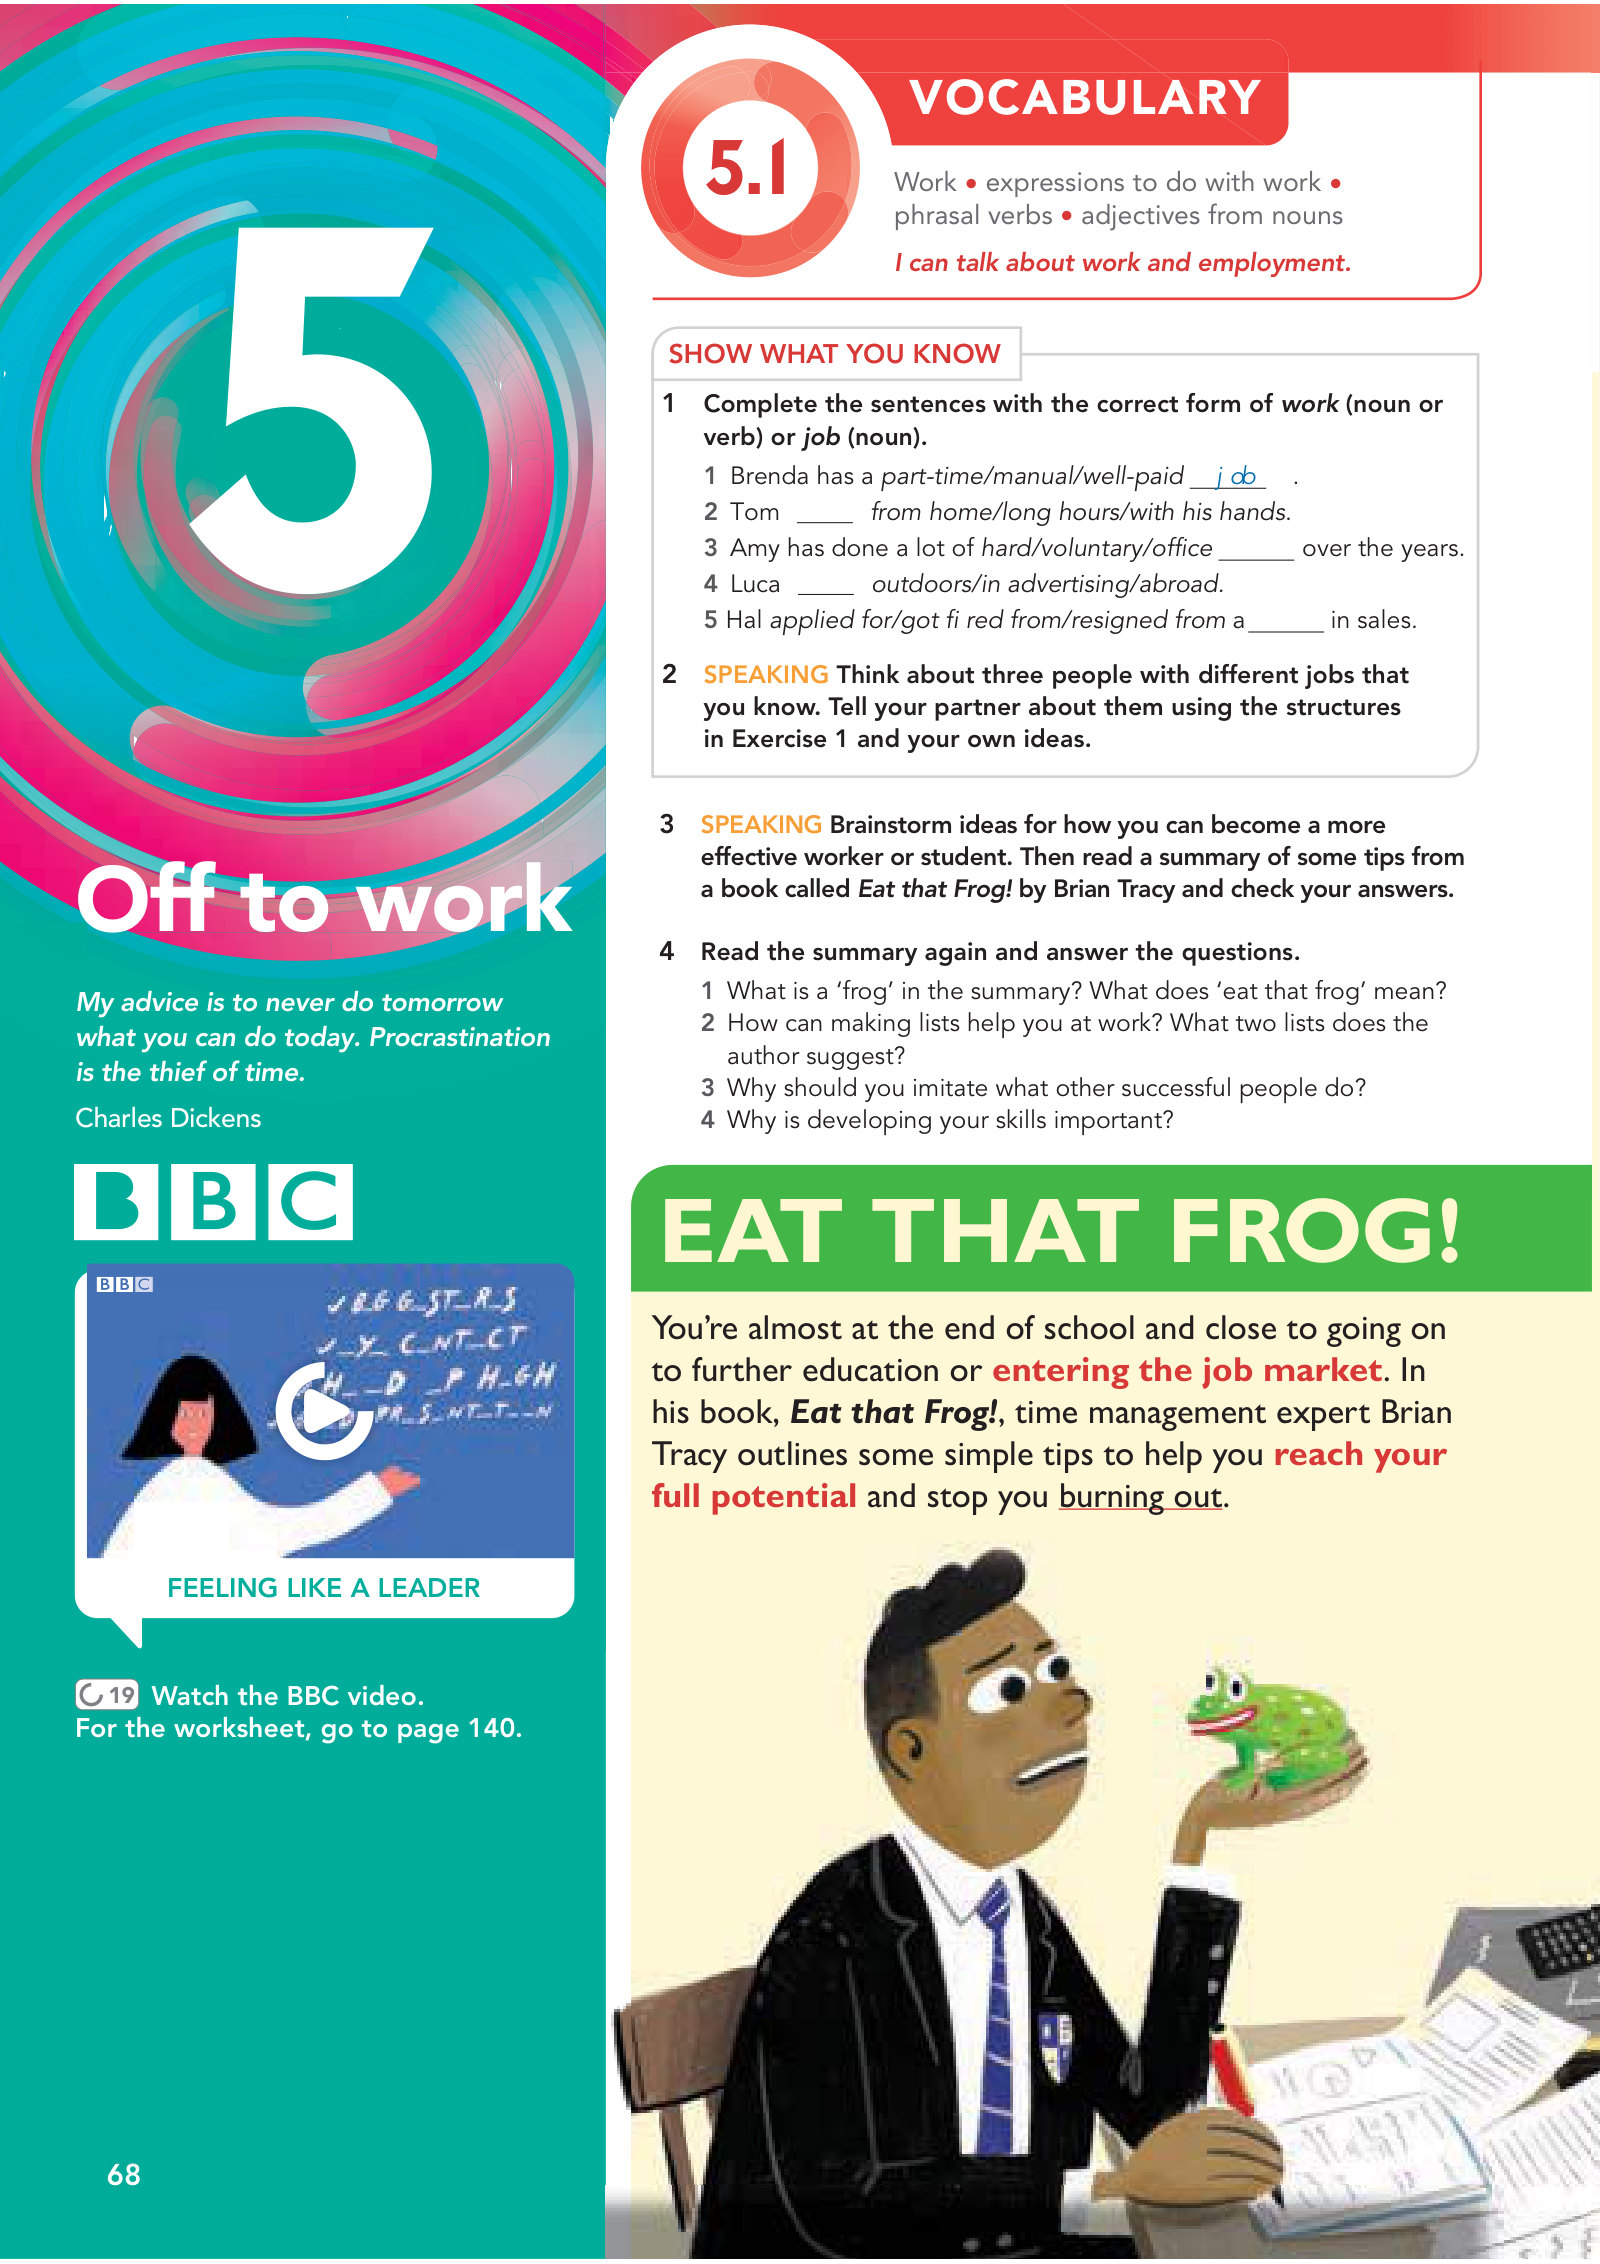 5
Off to work
My advice is to never do tomorrow
what you can do today. Procrastination
is the thief of time.
Charles Dickens
BBC
BBC
✓ B_G G_ST_R_S
✓ _Y_ C_NT_CT
H__D _P H_GH
PR_S_NT_T__N
FEELING LIKE A LEADER
19 Watch the BBC video.
For the worksheet, go to page 140.
68
5.1
VOCABULARY
Work • expressions to do with work •
phrasal verbs • adjectives from nouns
I can talk about work and employment.
SHOW WHAT YOU KNOW
1 Complete the sentences with the correct form of work (noun or
verb) or job (noun).
1 Brenda has a part-time/manual/well-paid job .
2 Tom ____ from home/long hours/with his hands.
3 Amy has done a lot of hard/voluntary/office ______ over the years.
4 Luca ____ outdoors/in advertising/abroad.
5 Hal applied for/got fi red from/resigned from a ______ in sales.
2 SPEAKING Think about three people with different jobs that
you know. Tell your partner about them using the structures
in Exercise 1 and your own ideas.
3 SPEAKING Brainstorm ideas for how you can become a more
effective worker or student. Then read a summary of some tips from
a book called Eat that Frog! by Brian Tracy and check your answers.
4 Read the summary again and answer the questions.
1 What is a ‘frog’ in the summary? What does ‘eat that frog’ mean?
2 How can making lists help you at work? What two lists does the
author suggest?
3 Why should you imitate what other successful people do?
4 Why is developing your skills important?
EAT THAT FROG!
You’re almost at the end of school and close to going on
to further education or entering the job market. In
his book, Eat that Frog!, time management expert Brian
Tracy outlines some simple tips to help you reach your
full potential and stop you burning out.